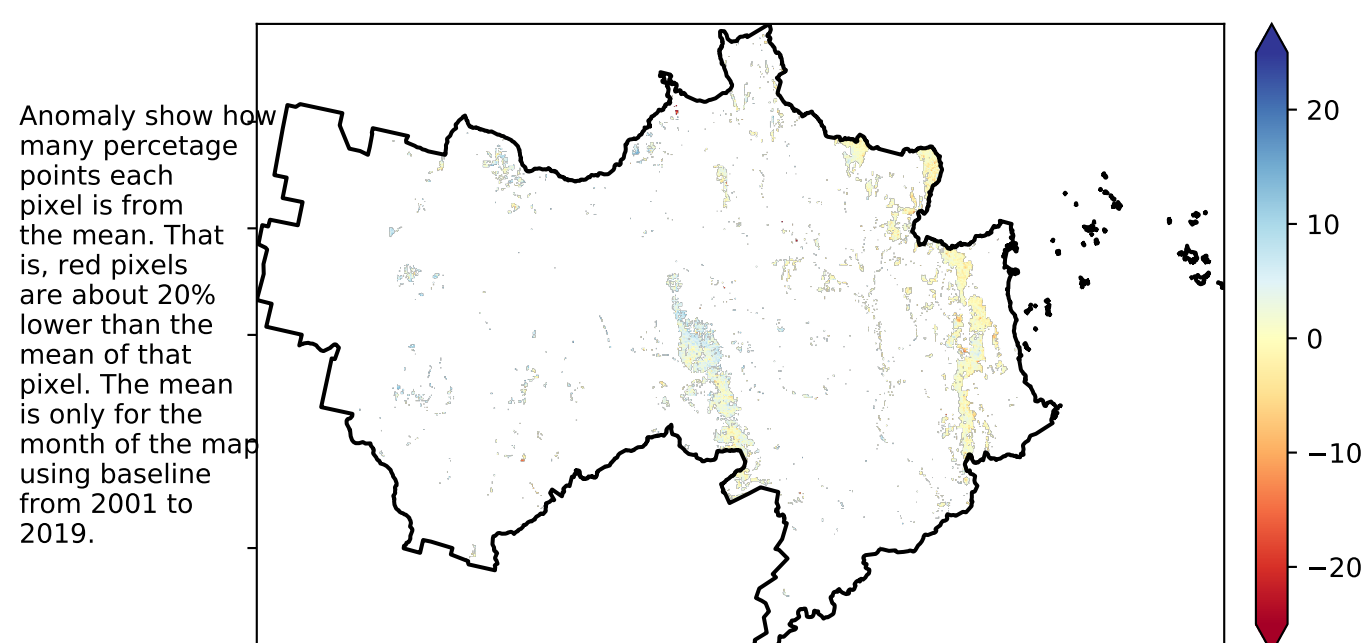 Anomaly show how
many percetage
points each
pixel is from
the mean. That
is, red pixels
are about 20%
lower than the
mean of that
pixel. The mean
is only for the
month of the map
using baseline
from 2001 to
2019.
20
10
0
−10
−20